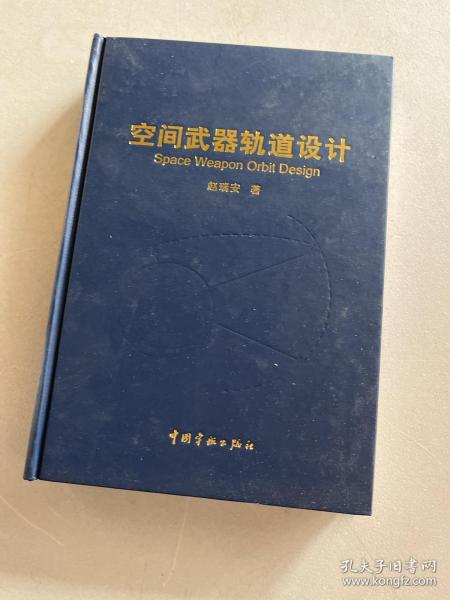 空间武器轨道设计
Space Weapon Orbit Design
赵瑞安 著
中国宇航出版社
孔夫子旧书网
www.kongfz.com